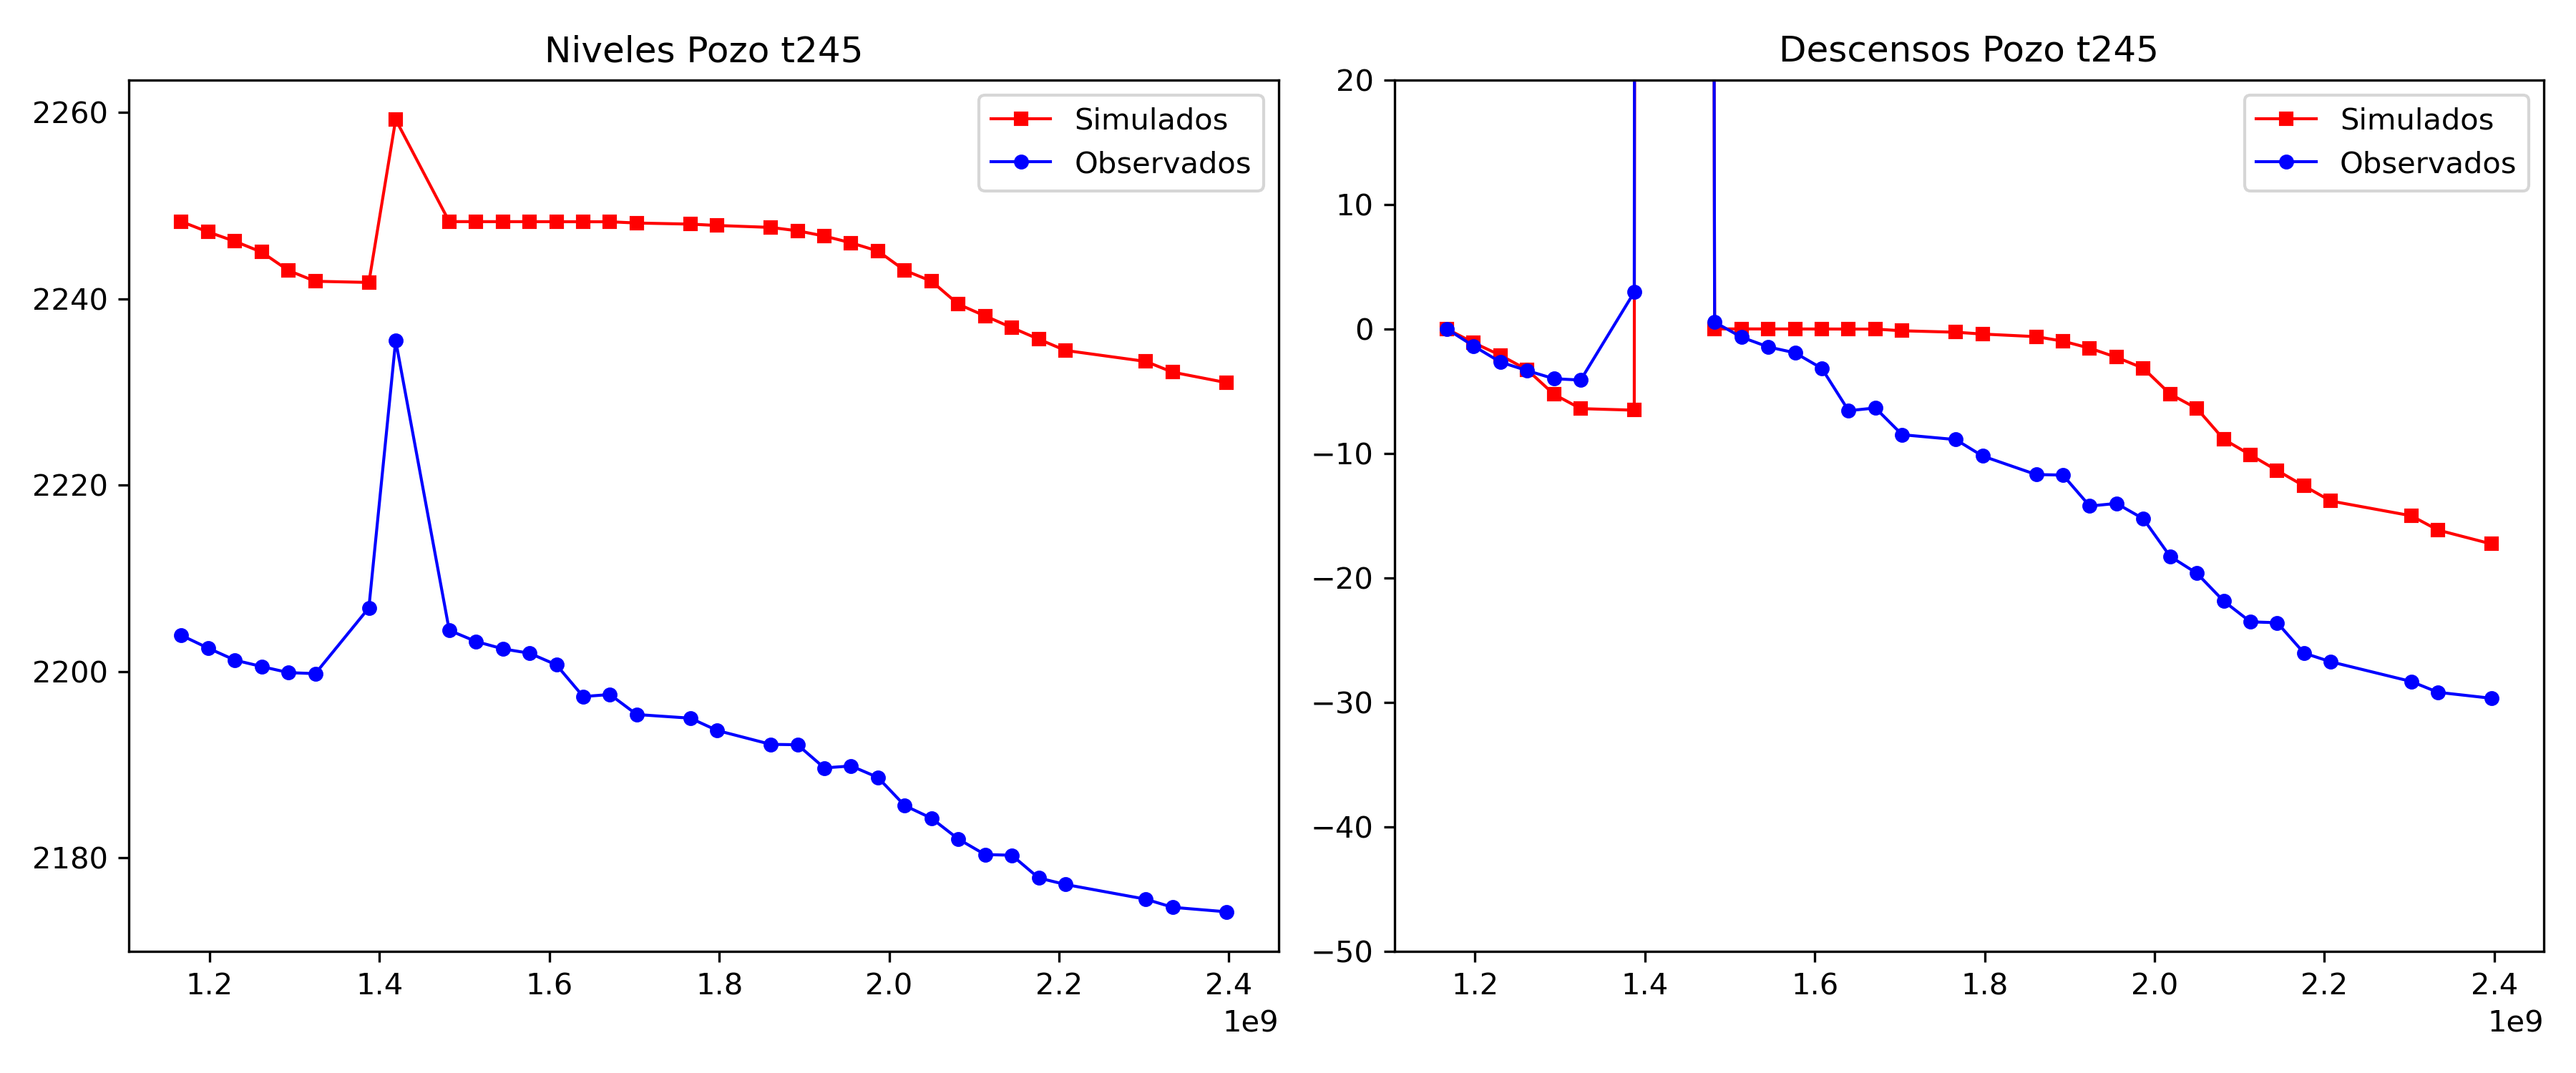 Niveles Pozo t245
2260
2240
2220
2200
2180
1.2 1.4 1.6 1.8 2.0 2.2 2.4
1e9
Simulados
Observados
Descensos Pozo t245
20
10
0
−10
−20
−30
−40
−50
1.2 1.4 1.6 1.8 2.0 2.2 2.4
1e9
Simulados
Observados